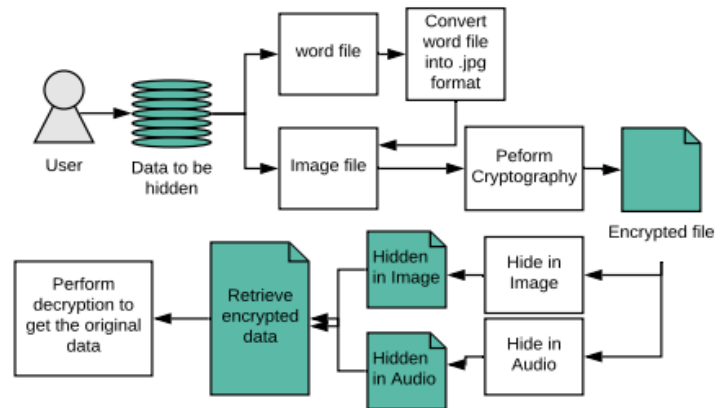 word file
Convert
word file
into .jpg
format
User
Data to be
hidden
Image file
Peform
Cryptography
Encrypted file
Hidden
in Image
Hide in
Image
Hidden
in Audio
Hide in
Audio
Retrieve
encrypted
data
Perform
decryption to
get the original
data